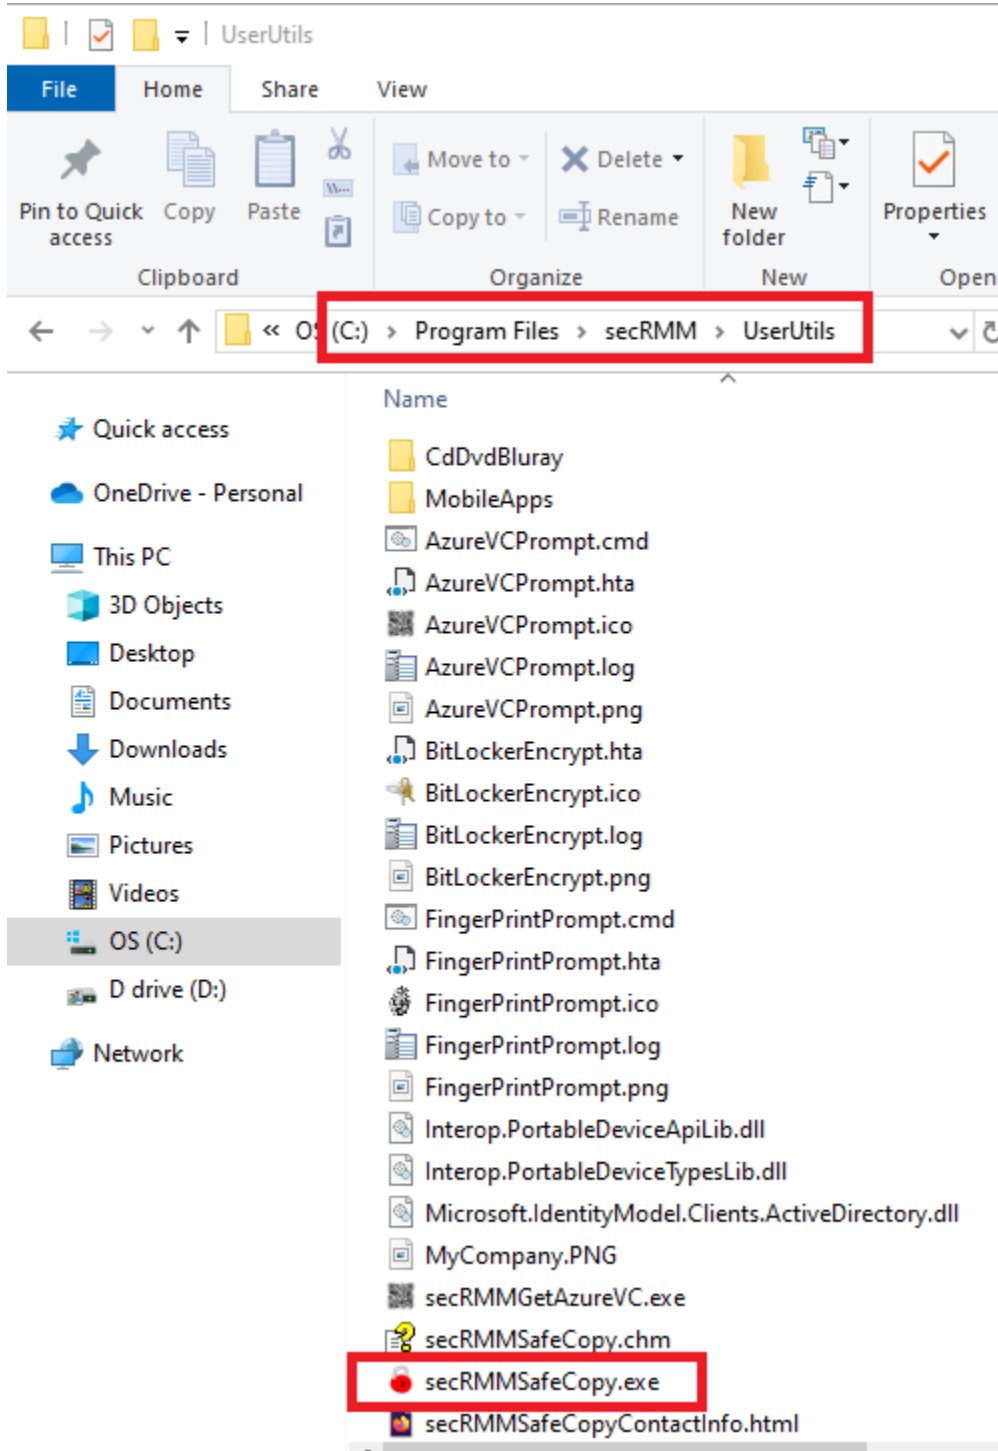 UserUtils
File Home Share View
Pin to Quick access
Copy
Paste
Clipboard
Move to
Copy to
Delete
Rename
Organize
New folder
New
Properties
Open
« OS (C:) > Program Files > secRMM > UserUtils
Quick access
OneDrive - Personal
This PC
3D Objects
Desktop
Documents
Downloads
Music
Pictures
Videos
OS (C:)
D drive (D:)
Network
Name
CdDvdBluray
MobileApps
AzureVCPrompt.cmd
AzureVCPrompt.hta
AzureVCPrompt.ico
AzureVCPrompt.log
AzureVCPrompt.png
BitLockerEncrypt.hta
BitLockerEncrypt.ico
BitLockerEncrypt.log
BitLockerEncrypt.png
FingerPrintPrompt.cmd
FingerPrintPrompt.hta
FingerPrintPrompt.ico
FingerPrintPrompt.log
FingerPrintPrompt.png
Interop.PortableDeviceApiLib.dll
Interop.PortableDeviceTypesLib.dll
Microsoft.IdentityModel.Clients.ActiveDirectory.dll
MyCompany.PNG
secRMMGetAzureVC.exe
secRMMSafeCopy.chm
secRMMSafeCopy.exe
secRMMSafeCopyContactInfo.html